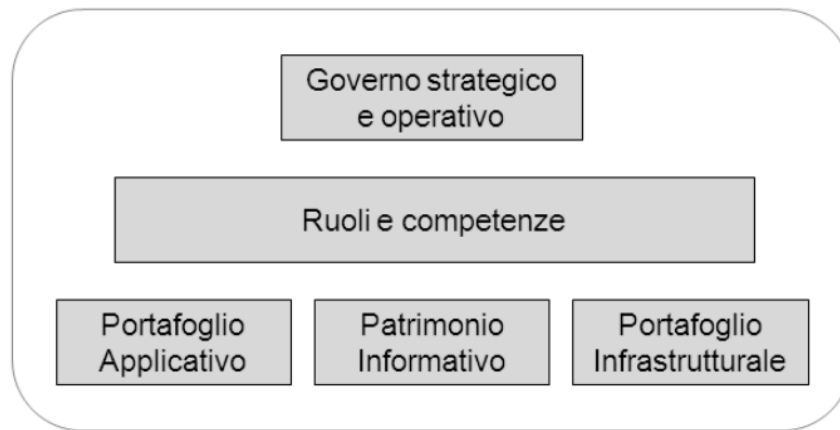 Governo strategico
e operativo
Ruoli e competenze
Portafoglio
Applicativo
Patrimonio
Informativo
Portafoglio
Infrastrutturale